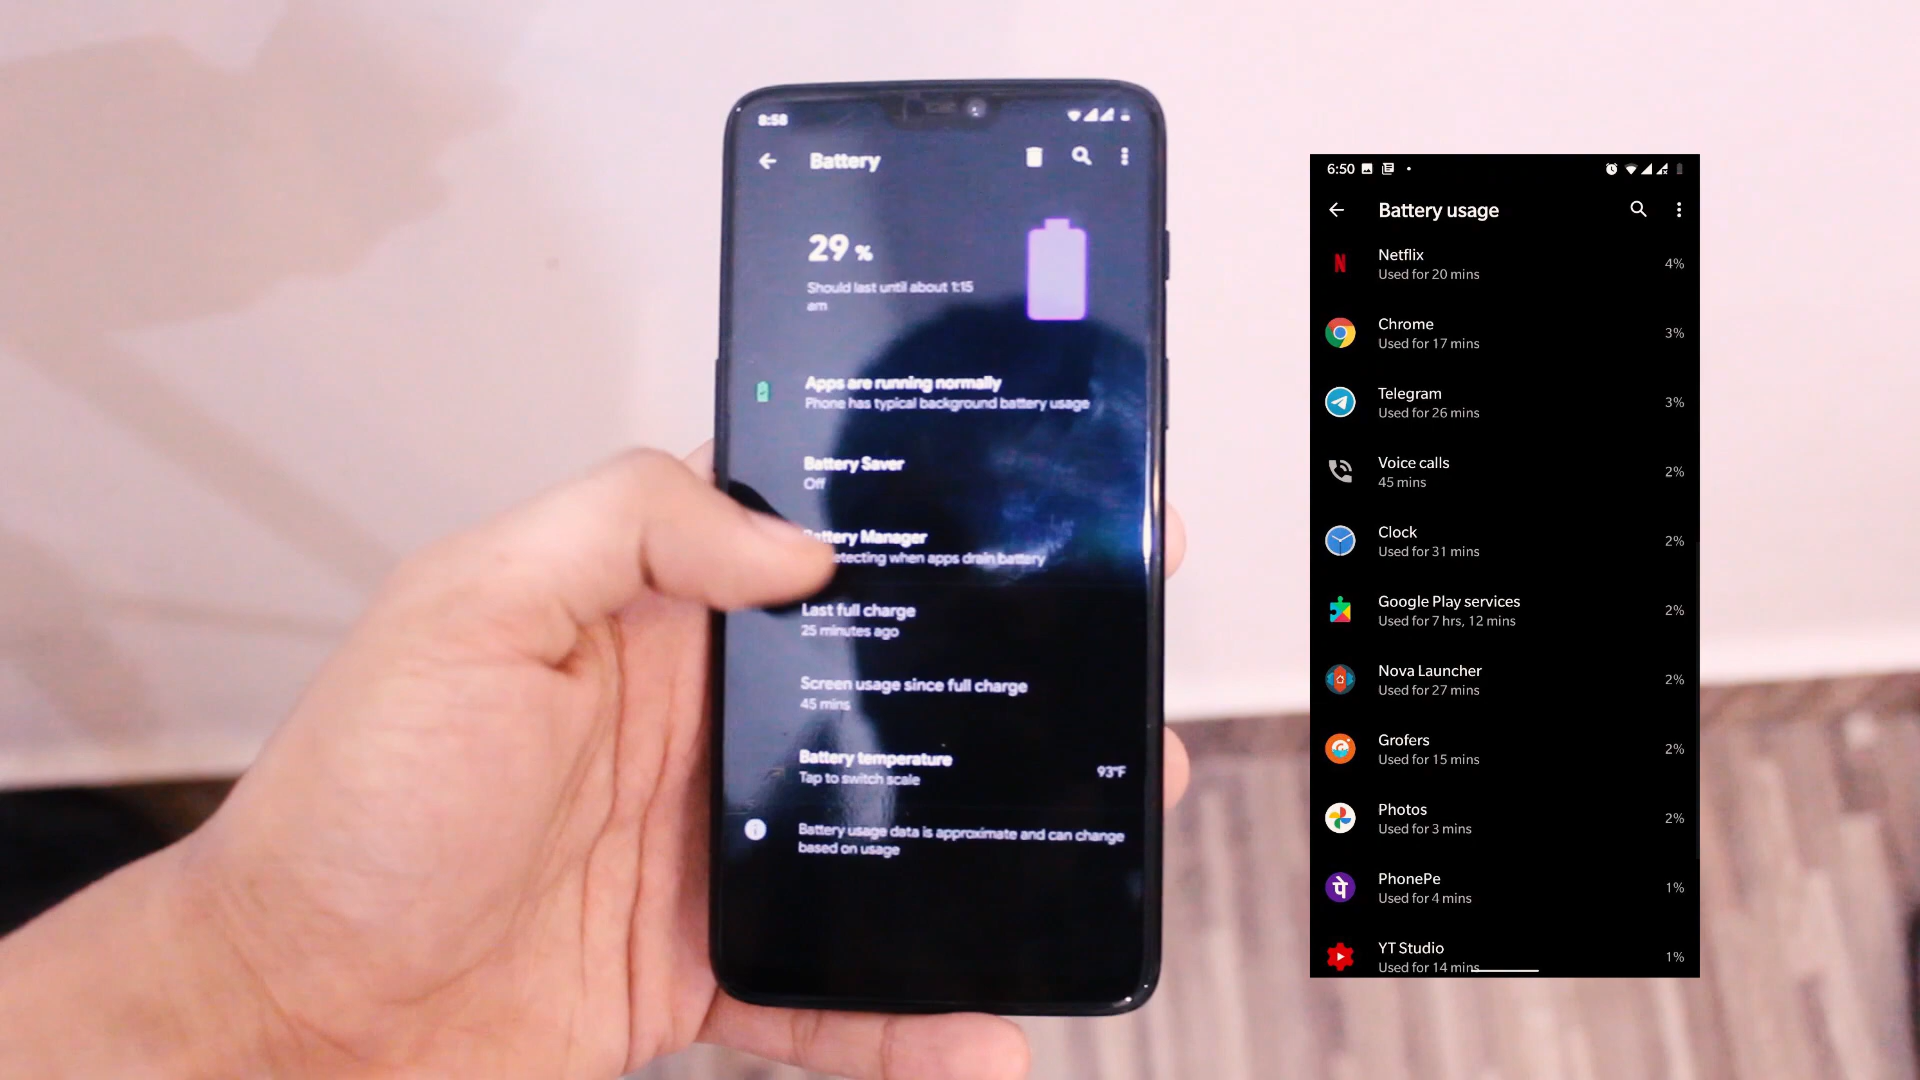 8:58
Battery
29 %
Should last until about 1:15
am
Apps are running normally
Phone has typical background battery usage
Battery Saver
Off
Manager
when apps drain battery
Last full charge
25 minutes ago
Screen usage since full charge
45 mins
Battery temperature
Tap to switch scale
93°F
Battery usage data is approximate and can change
based on usage
6:50
Battery usage
Netflix
Used for 20 mins
4%
Chrome
Used for 17 mins
3%
Telegram
Used for 26 mins
3%
Voice calls
45 mins
2%
Clock
Used for 31 mins
2%
Google Play services
Used for 7 hrs, 12 mins
2%
Nova Launcher
Used for 27 mins
2%
Grofers
Used for 15 mins
2%
Photos
Used for 3 mins
2%
पे
PhonePe
Used for 4 mins
1%
YT Studio
Used for 14 mins
1%